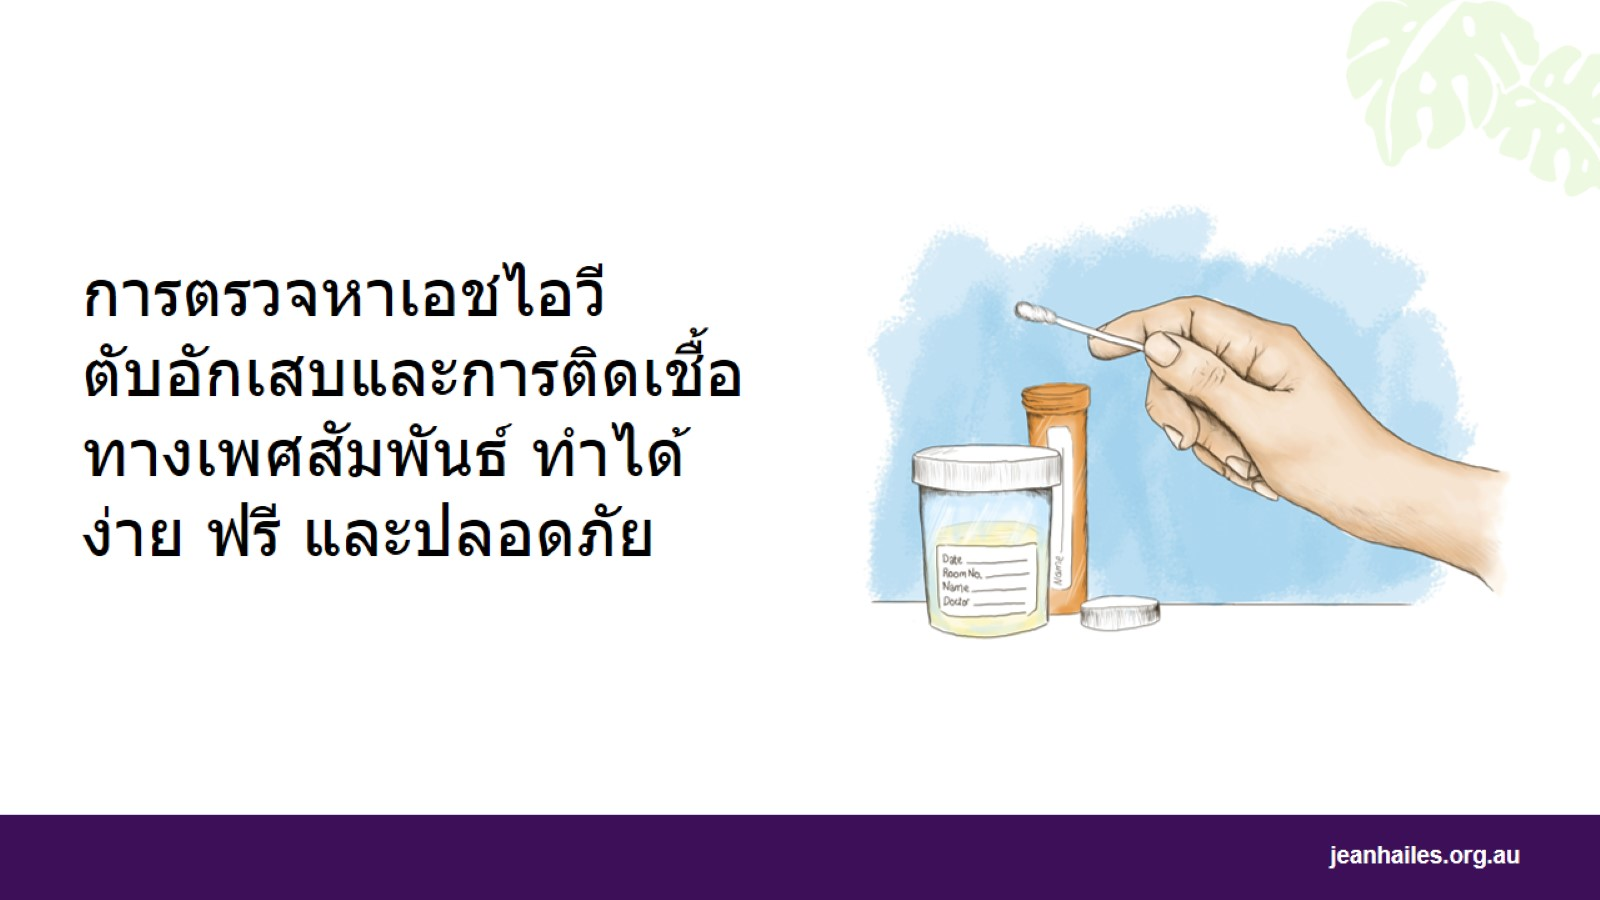 การตรวจหาเอชไอวี
ตับอักเสบและการติดเชื้อ
ทางเพศสัมพันธ์ ทำได้
ง่าย ฟรี และปลอดภัย
Date
Room No.
Name
Doctor
Name
jeanhailes.org.au